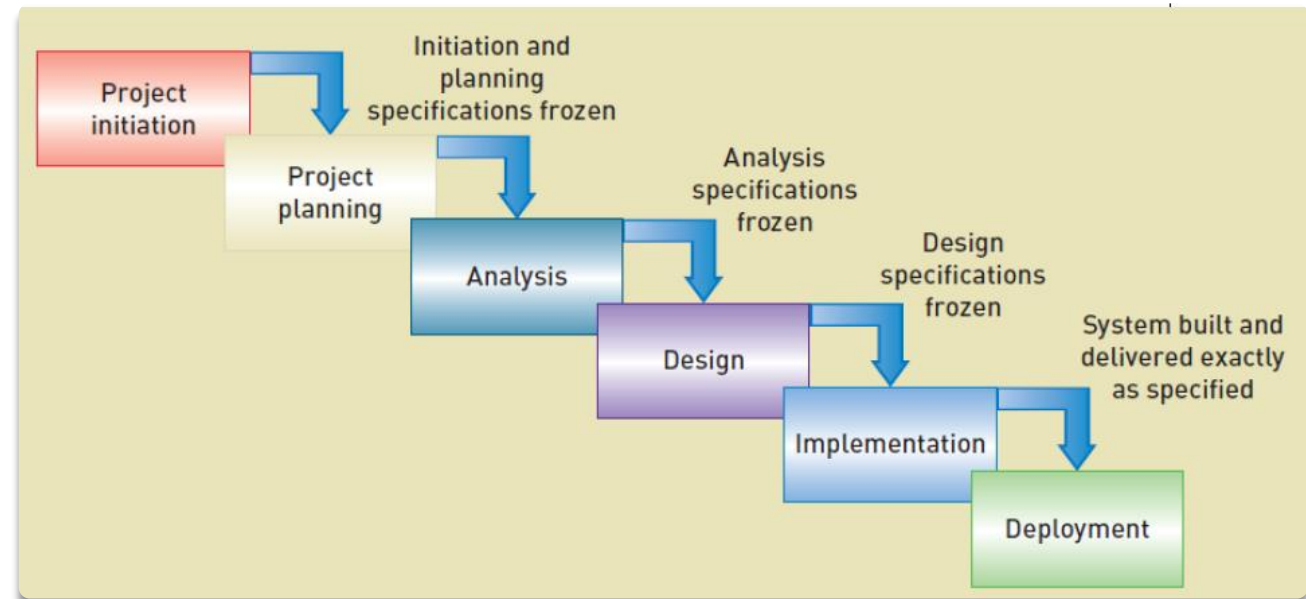 Project
initiation
Initiation and
planning
specifications frozen
Project
planning
Analysis
specifications
frozen
Analysis
Design
specifications
frozen
Design
System built and
delivered exactly
as specified
Implementation
Deployment